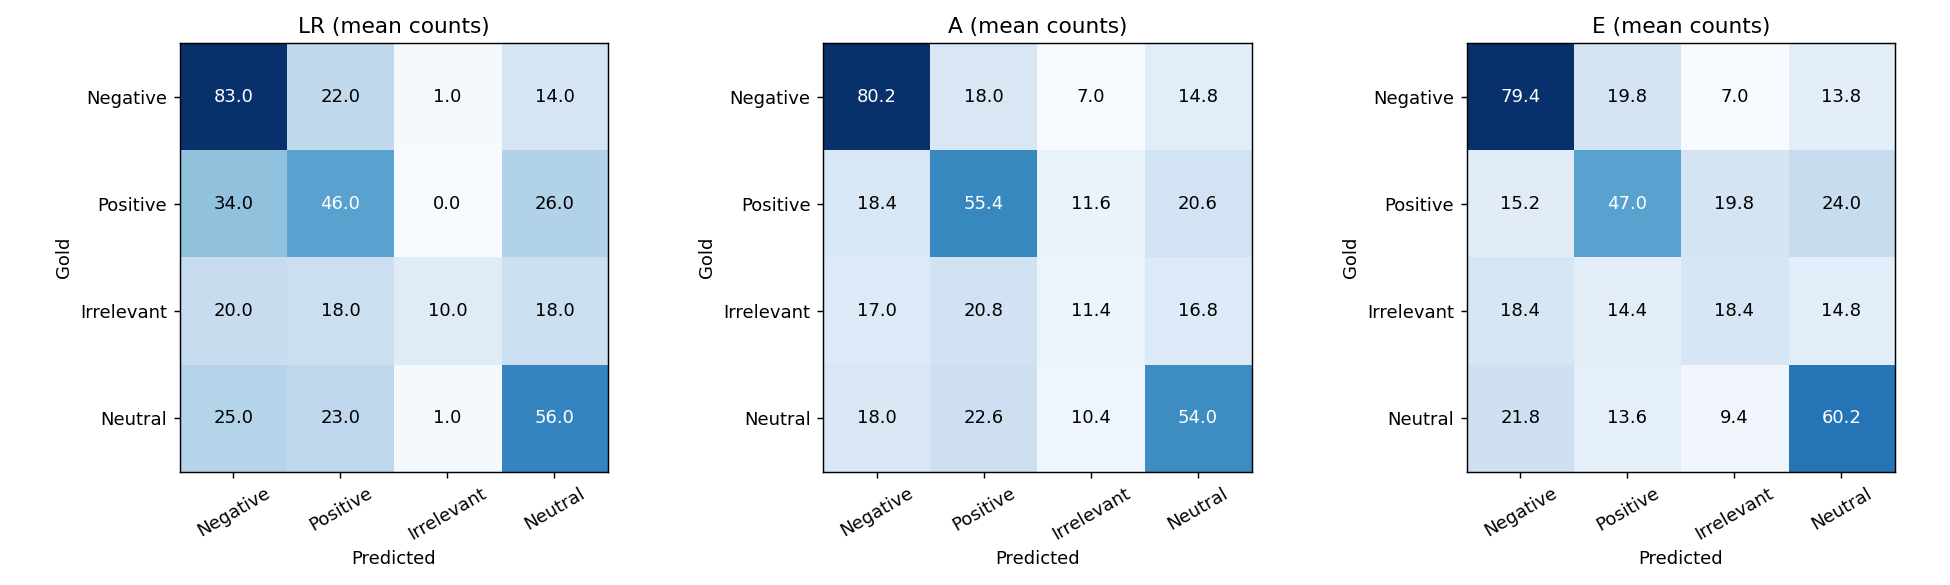 LR (mean counts)
Gold
Negative 83.0 22.0 1.0 14.0
Positive 34.0 46.0 0.0 26.0
Irrelevant 20.0 18.0 10.0 18.0
Neutral 25.0 23.0 1.0 56.0
Negative Positive Irrelevant Neutral
Predicted
A (mean counts)
Gold
Negative 80.2 18.0 7.0 14.8
Positive 18.4 55.4 11.6 20.6
Irrelevant 17.0 20.8 11.4 16.8
Neutral 18.0 22.6 10.4 54.0
Negative Positive Irrelevant Neutral
Predicted
E (mean counts)
Gold
Negative 79.4 19.8 7.0 13.8
Positive 15.2 47.0 19.8 24.0
Irrelevant 18.4 14.4 18.4 14.8
Neutral 21.8 13.6 9.4 60.2
Negative Positive Irrelevant Neutral
Predicted